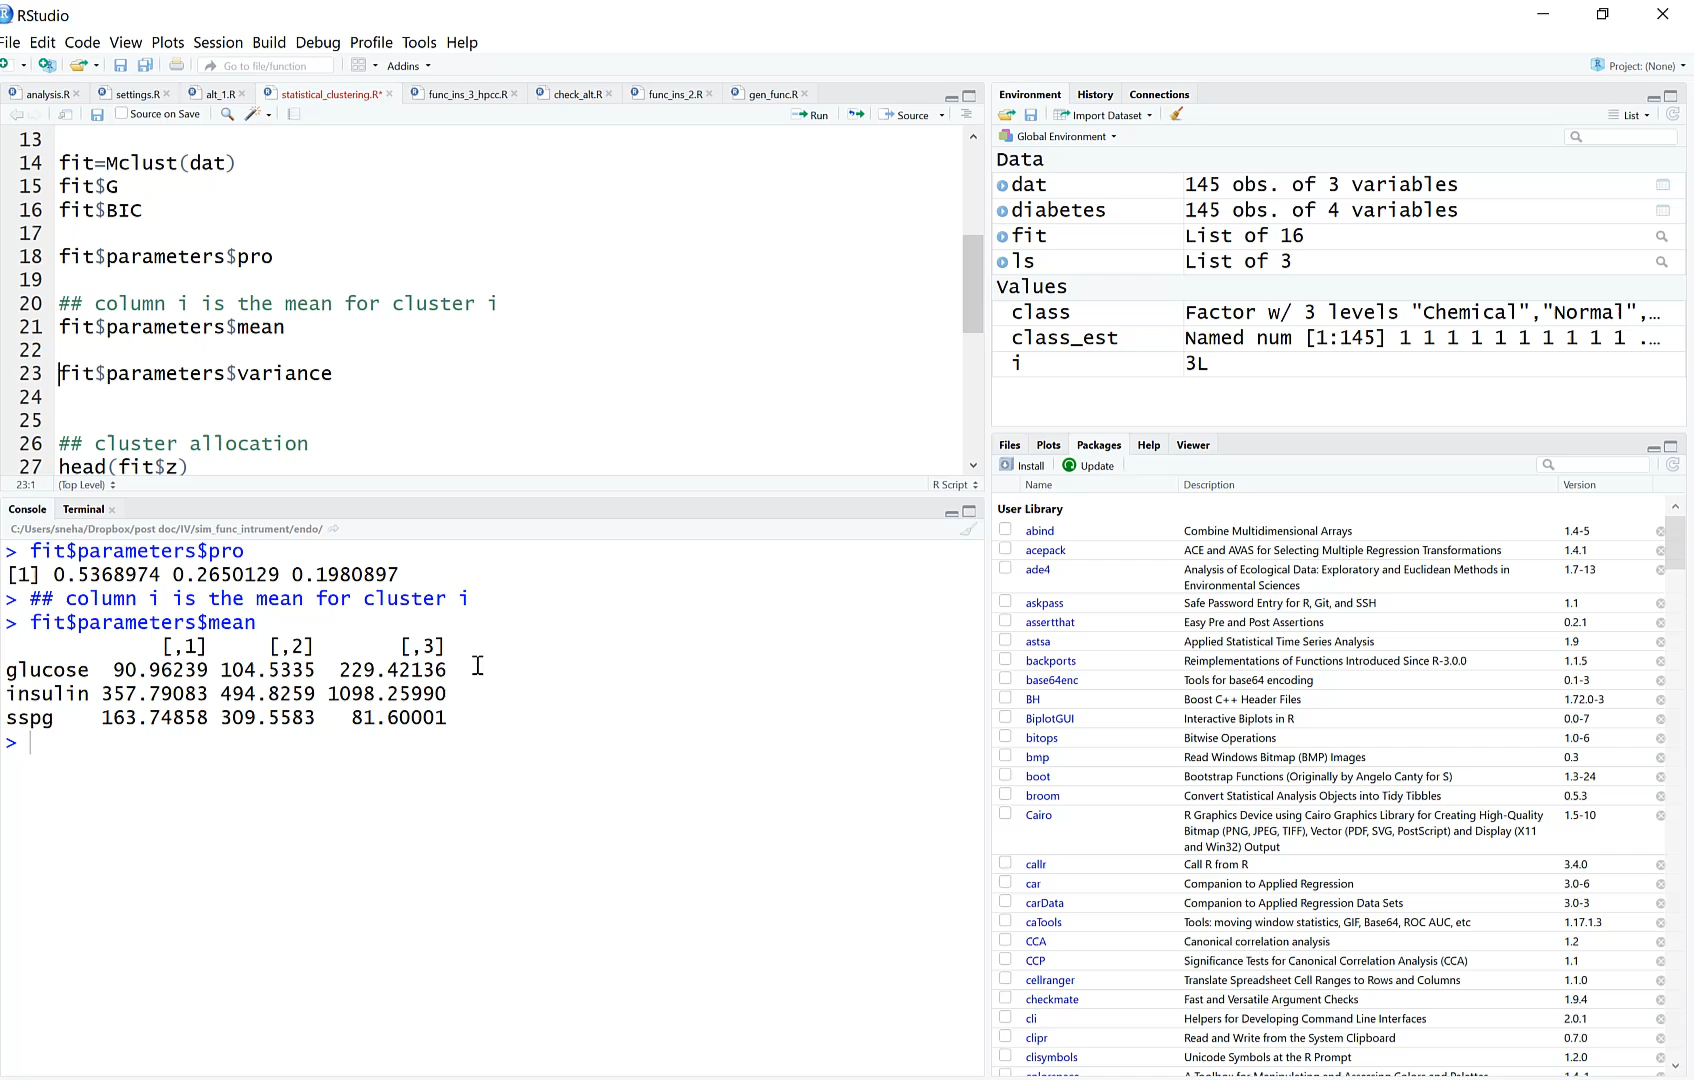 RStudio
File Edit Code View Plots Session Build Debug Profile Tools Help
Go to file/function Addins Project: (None)
analysis.R settings.R alt_1.R statistical_clustering.R* func_ins_3_hpcc.R check_alt.R func_ins_2.R gen_func.R
Source on Save Run Source
13
14 fit=Mclust(dat)
15 fit$G
16 fit$BIC
17
18 fit$parameters$pro
19
20 ## column i is the mean for cluster i
21 fit$parameters$mean
22
23 fit$parameters$variance
24
25
26 ## cluster allocation
27 head(fit$z)
23:1 (Top Level) R Script
Console Terminal
C:/Users/sneha/Dropbox/post doc/IV/sim_func_intrument/endo/
> fit$parameters$pro
[1] 0.5368974 0.2650129 0.1980897
> ## column i is the mean for cluster i
> fit$parameters$mean
[,1] [,2] [,3]
glucose 90.96239 104.5335 229.42136
insulin 357.79083 494.8259 1098.25990
sspg 163.74858 309.5583 81.60001
>
Environment History Connections
Import Dataset List
Global Environment
Data
dat 145 obs. of 3 variables
diabetes 145 obs. of 4 variables
fit List of 16
ls List of 3
Values
class Factor w/ 3 levels "Chemical","Normal",…
class_est Named num [1:145] 1 1 1 1 1 1 1 1 1 1 .…
i 3L
Files Plots Packages Help Viewer
Install Update
Name Description Version
User Library
abind Combine Multidimensional Arrays 1.4-5
acepack ACE and AVAS for Selecting Multiple Regression Transformations 1.4.1
ade4 Analysis of Ecological Data: Exploratory and Euclidean Methods in 1.7-13
Environmental Sciences
askpass Safe Password Entry for R, Git, and SSH 1.1
assertthat Easy Pre and Post Assertions 0.2.1
astsa Applied Statistical Time Series Analysis 1.9
backports Reimplementations of Functions Introduced Since R-3.0.0 1.1.5
base64enc Tools for base64 encoding 0.1-3
BH Boost C++ Header Files 1.72.0-3
BiplotGUI Interactive Biplots in R 0.0-7
bitops Bitwise Operations 1.0-6
bmp Read Windows Bitmap (BMP) Images 0.3
boot Bootstrap Functions (Originally by Angelo Canty for S) 1.3-24
broom Convert Statistical Analysis Objects into Tidy Tibbles 0.5.3
Cairo R Graphics Device using Cairo Graphics Library for Creating High-Quality 1.5-10
Bitmap (PNG, JPEG, TIFF), Vector (PDF, SVG, PostScript) and Display (X11
and Win32) Output
callr Call R from R 3.4.0
car Companion to Applied Regression 3.0-6
carData Companion to Applied Regression Data Sets 3.0-3
caTools Tools: moving window statistics, GIF, Base64, ROC AUC, etc 1.17.1.3
CCA Canonical correlation analysis 1.2
CCP Significance Tests for Canonical Correlation Analysis (CCA) 1.1
cellranger Translate Spreadsheet Cell Ranges to Rows and Columns 1.1.0
checkmate Fast and Versatile Argument Checks 1.9.4
cli Helpers for Developing Command Line Interfaces 2.0.1
clipr Read and Write from the System Clipboard 0.7.0
clisymbols Unicode Symbols at the R Prompt 1.2.0